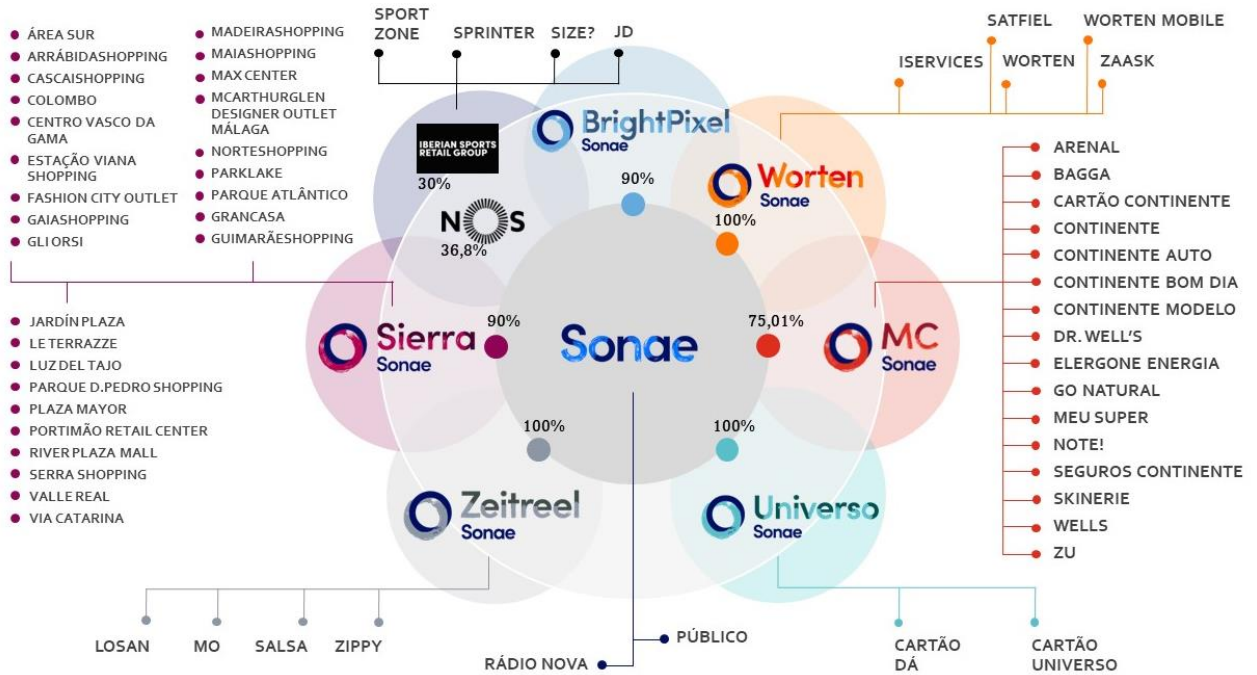 ÁREA SUR
ARRÁBIDASHOPPING
CASCAISHOPPING
COLOMBO
CENTRO VASCO DA
GAMA
ESTAÇÃO VIANA
SHOPPING
FASHION CITY OUTLET
GAIASHOPPING
GLI ORSI
MADEIRASHOPPING
MAIASHOPPING
MAX CENTER
MCARTHURGLEN
DESIGNER OUTLET
MÁLAGA
NORTESHOPPING
PARKLAKE
PARQUE ATLÂNTICO
GRANCASA
GUIMARÃESHOPPING
JARDÍN PLAZA
LE TERRAZZE
LUZ DEL TAJO
PARQUE D.PEDRO SHOPPING
PLAZA MAYOR
PORTIMÃO RETAIL CENTER
RIVER PLAZA MALL
SERRA SHOPPING
VALLE REAL
VIA CATARINA
SPORT
ZONE
SPRINTER
SIZE?
JD
IBERIAN SPORTS
RETAIL GROUP
30%
NOS
36,8%
BrightPixel
Sonae
90%
SATFIEL
WORTEN MOBILE
ISERVICES
WORTEN
ZAASK
Worten
Sonae
100%
Sierra
Sonae
90%
Sonae
75,01%
MC
Sonae
ARENAL
BAGGA
CARTÃO CONTINENTE
CONTINENTE
CONTINENTE AUTO
CONTINENTE BOM DIA
CONTINENTE MODELO
DR. WELL'S
ELERGONE ENERGIA
GO NATURAL
MEU SUPER
NOTE!
SEGUROS CONTINENTE
SKINERIE
WELLS
ZU
100%
Zeitreel
Sonae
LOSAN
MO
SALSA
ZIPPY
100%
Universo
Sonae
CARTÃO
DÁ
CARTÃO
UNIVERSO
PÚBLICO
RÁDIO NOVA